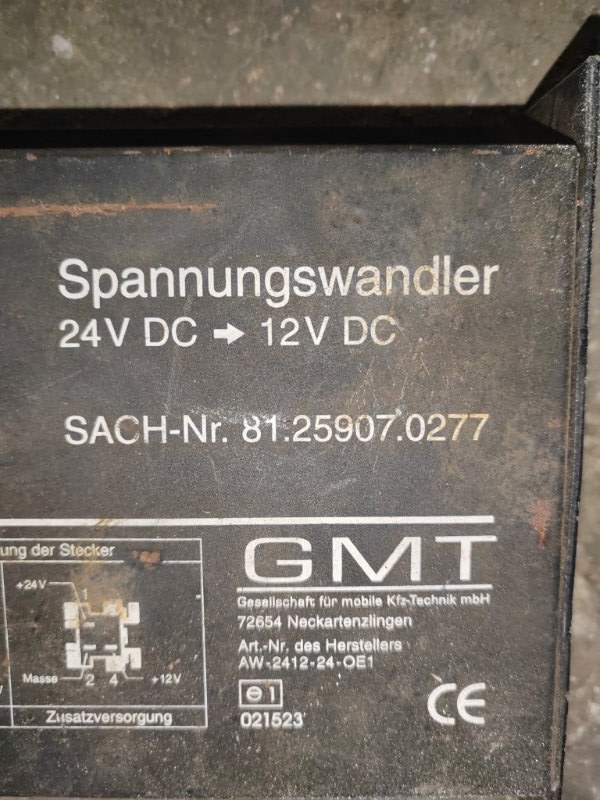 Spannungswandler
24V DC → 12V DC
SACH-Nr. 81.25907.0277
ung der Stecker
+24V
1
Masse
2 4
+12V
Zusatzversorgung
GMT
Gesellschaft für mobile Kfz-Technik mbH
72654 Neckartenzlingen
Art.-Nr. des Herstellers
AW-2412-24-OE1
e1
021523
CE